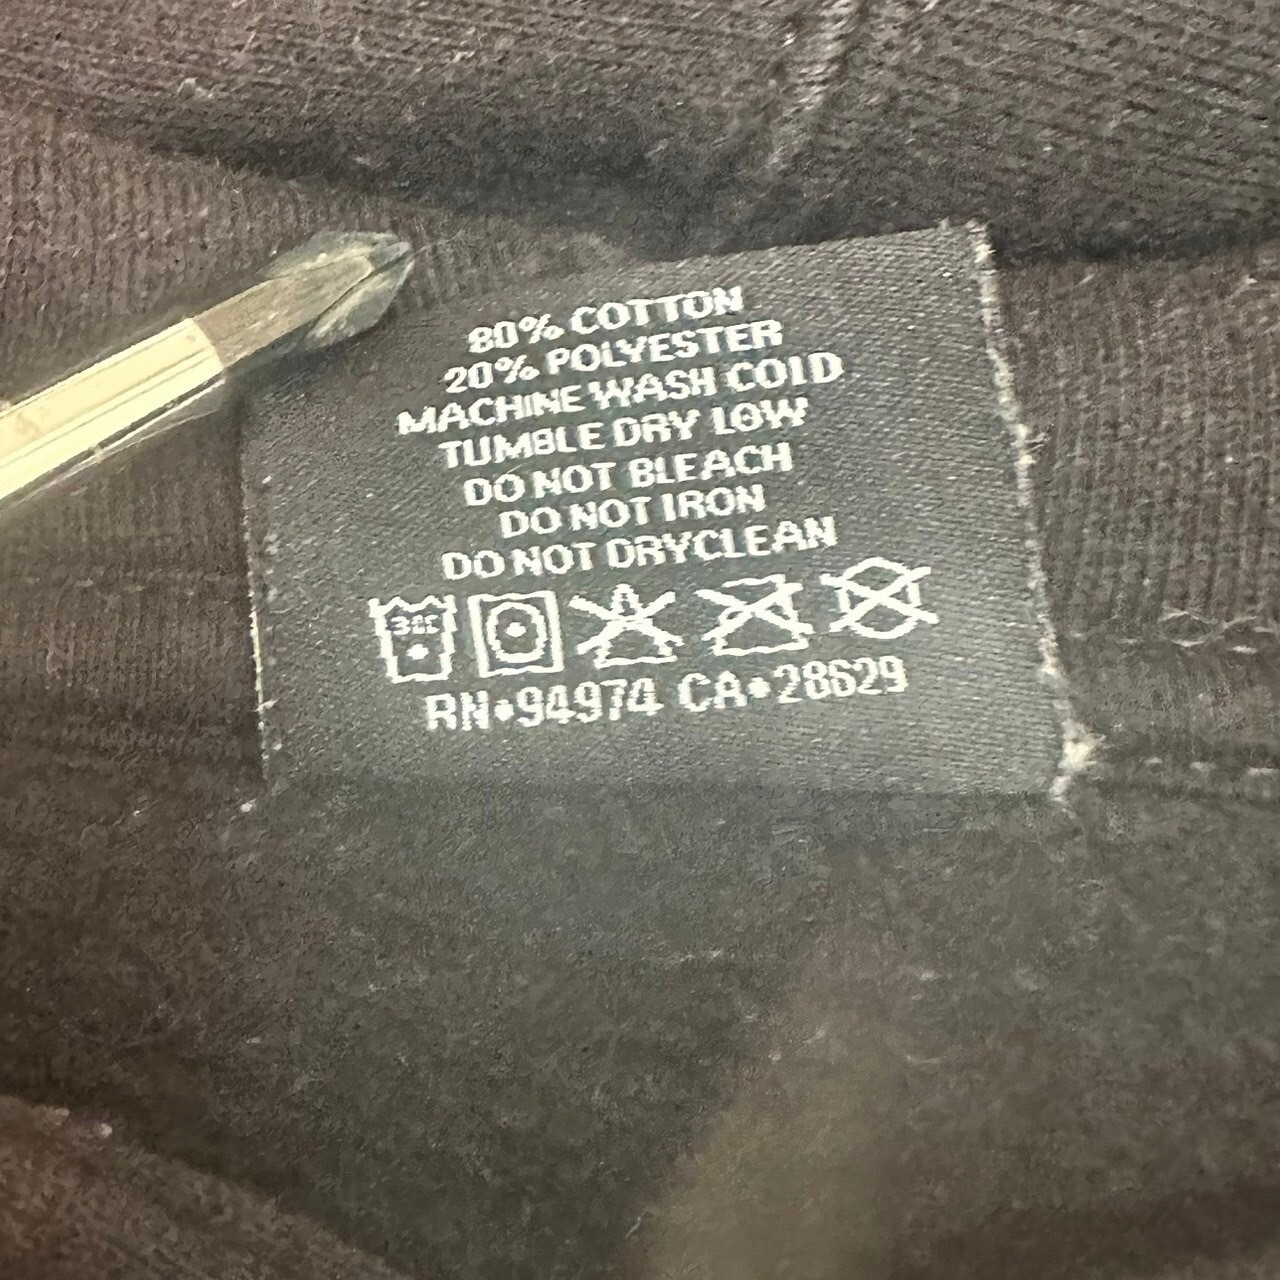 80% COTTON
20% POLYESTER
MACHINE WASH COLD
TUMBLE DRY LOW
DO NOT BLEACH
DO NOT IRON
DO NOT DRYCLEAN
RN•94974 CA•28629